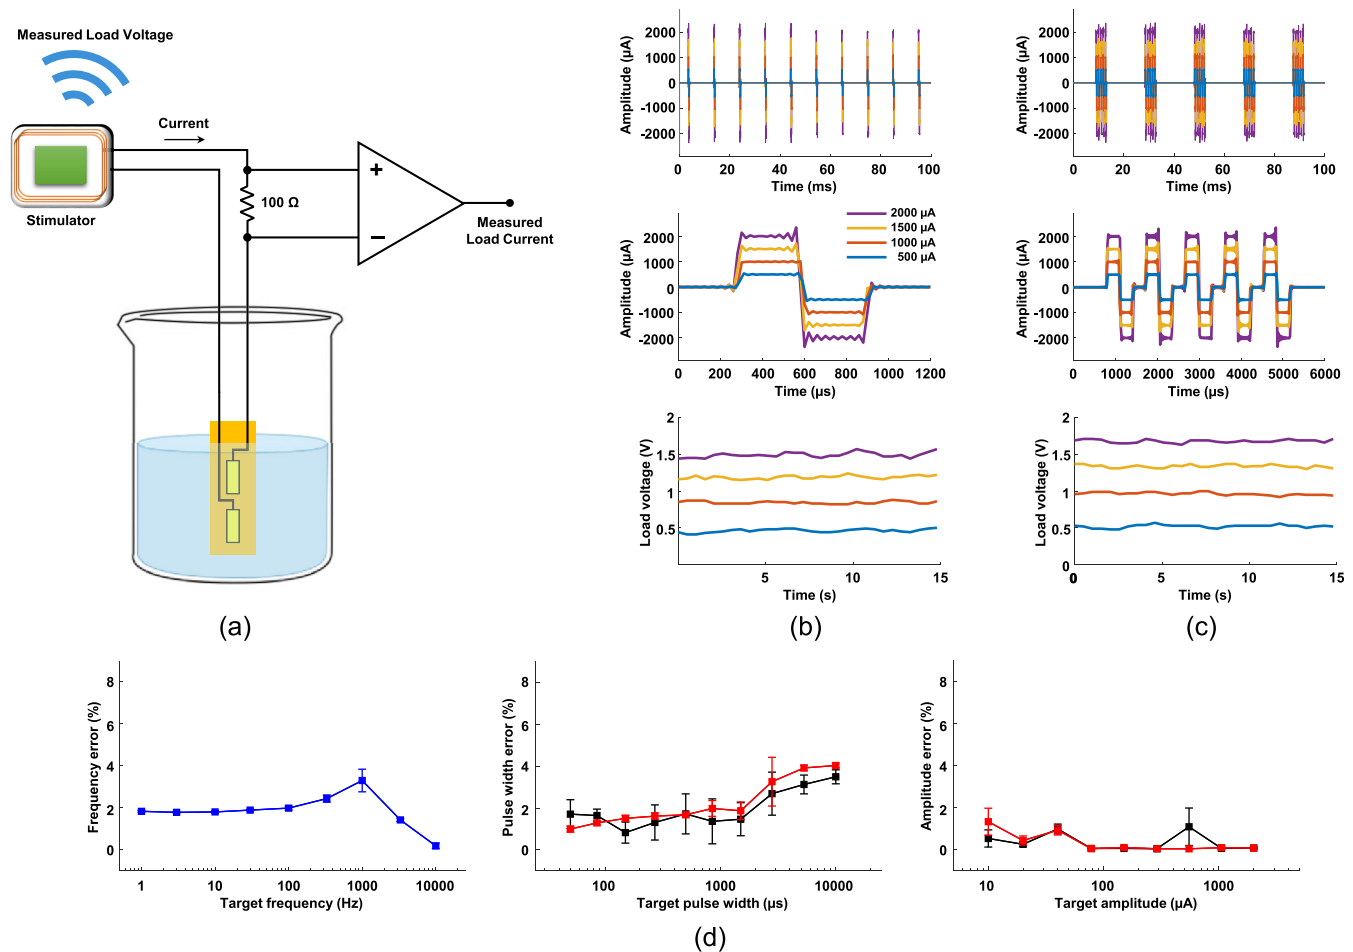 Measured Load Voltage
Current
100 Ω
Stimulator
+
−
Measured
Load Current
(a)
Amplitude (µA)
2000
1000
0
-1000
-2000
0 20 40 60 80 100
Time (ms)
Amplitude (µA)
2000
1000
0
-1000
-2000
2000 µA
1500 µA
1000 µA
500 µA
0 200 400 600 800 1000 1200
Time (µs)
Load voltage (V)
2
1.5
1
0.5
5 10 15
Time (s)
(b)
Amplitude (µA)
2000
1000
0
-1000
-2000
0 20 40 60 80 100
Time (ms)
Amplitude (µA)
2000
1000
0
-1000
-2000
0 1000 2000 3000 4000 5000 6000
Time (µs)
Load voltage (V)
2
1.5
1
0.5
0
0 5 10 15
Time (s)
(c)
Frequency error (%)
8
6
4
2
0
1 10 100 1000 10000
Target frequency (Hz)
Pulse width error (%)
8
6
4
2
0
100 1000 10000
Target pulse width (µs)
Amplitude error (%)
8
6
4
2
0
10 100 1000
Target amplitude (µA)
(d)